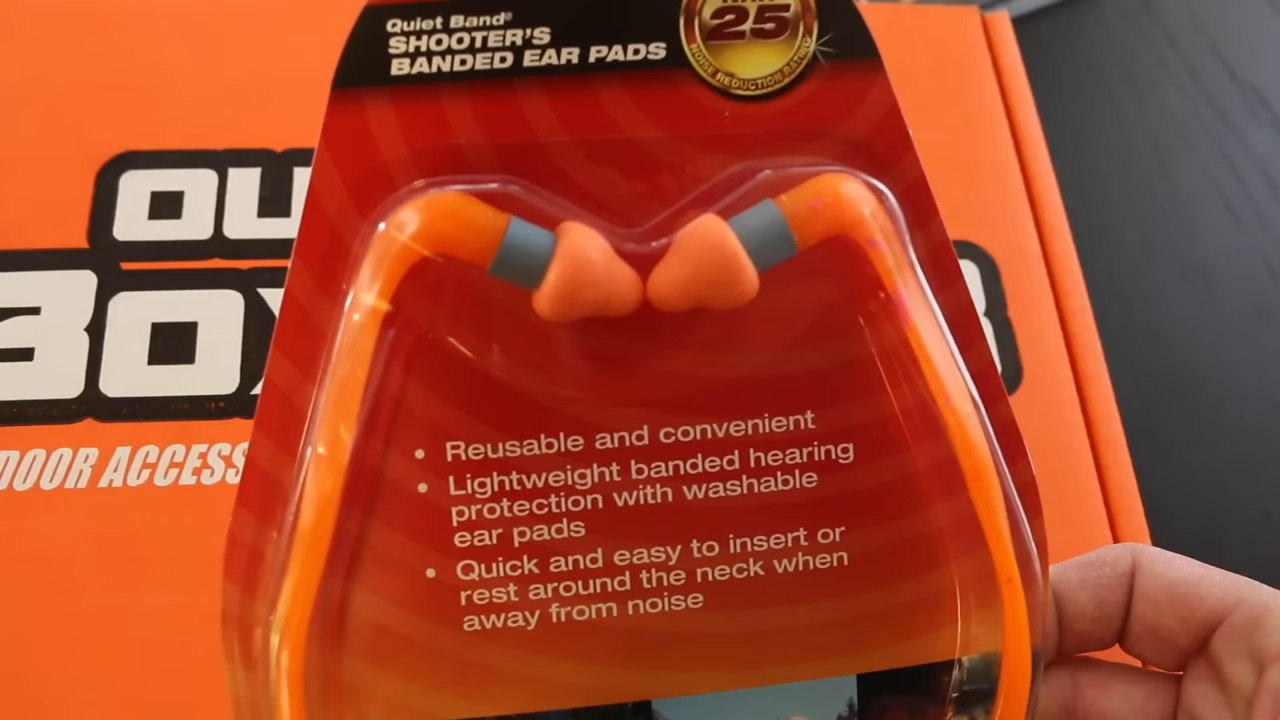 Quiet Band®
SHOOTER'S
BANDED EAR PADS
25
NOISE REDUCTION RATING
OU
BOX
DOOR ACCESS
• Reusable and convenient
• Lightweight banded hearing
protection with washable
ear pads
• Quick and easy to insert or
rest around the neck when
away from noise